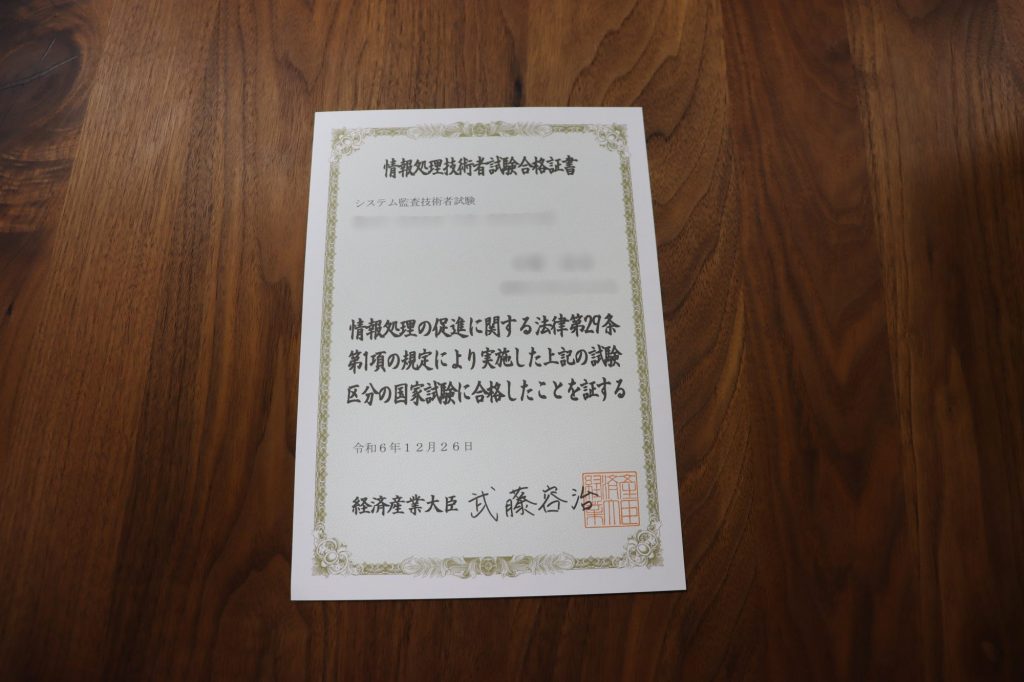 情報処理技術者試験合格証書
システム監査技術者試験
情報処理の促進に関する法律第29条
第1項の規定により実施した上記の試験
区分の国家試験に合格したことを証する
令和6年12月26日
経済産業大臣 武藤容治